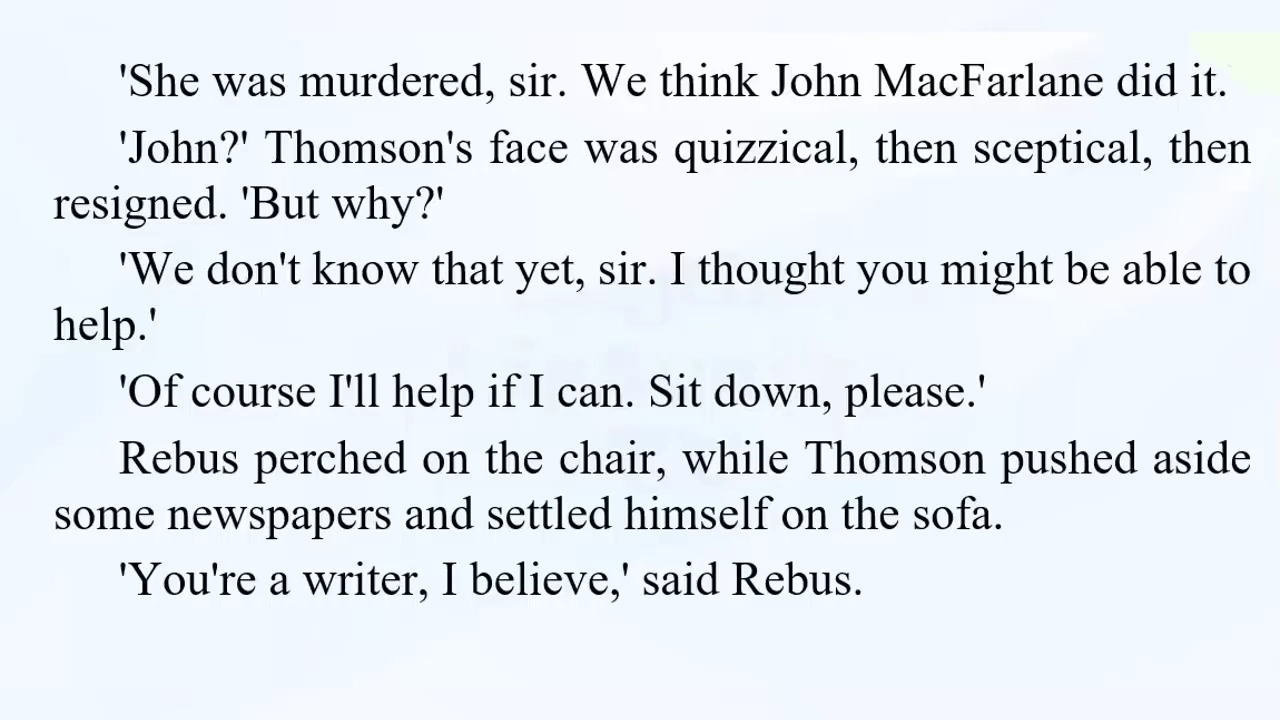 'She was murdered, sir. We think John MacFarlane did it.
'John?' Thomson's face was quizzical, then sceptical, then
resigned. 'But why?'
'We don't know that yet, sir. I thought you might be able to
help.'
'Of course I'll help if I can. Sit down, please.'
Rebus perched on the chair, while Thomson pushed aside
some newspapers and settled himself on the sofa.
'You're a writer, I believe,' said Rebus.